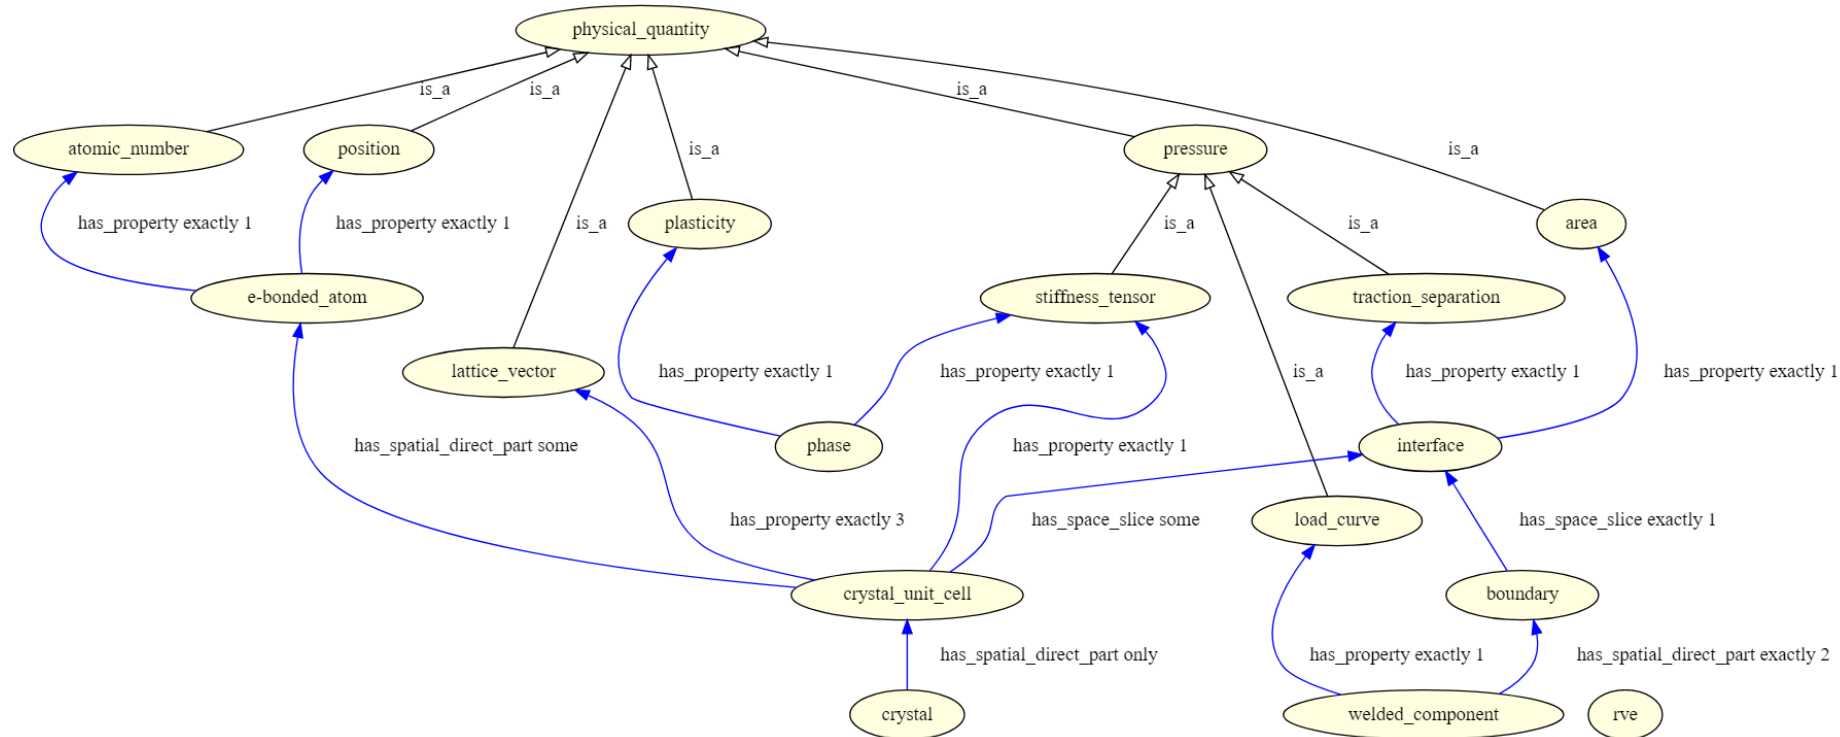 physical_quantity
is_a
is_a
is_a
atomic_number
position
is_a
pressure
is_a
has_property exactly 1
has_property exactly 1
is_a
plasticity
is_a
is_a
area
e-bonded_atom
stiffness_tensor
traction_separation
lattice_vector
has_property exactly 1
has_property exactly 1
is_a
has_property exactly 1
has_property exactly 1
has_spatial_direct_part some
phase
has_property exactly 1
interface
has_property exactly 3
has_space_slice some
load_curve
has_space_slice exactly 1
crystal_unit_cell
boundary
has_spatial_direct_part only
has_property exactly 1
has_spatial_direct_part exactly 2
crystal
welded_component
rve